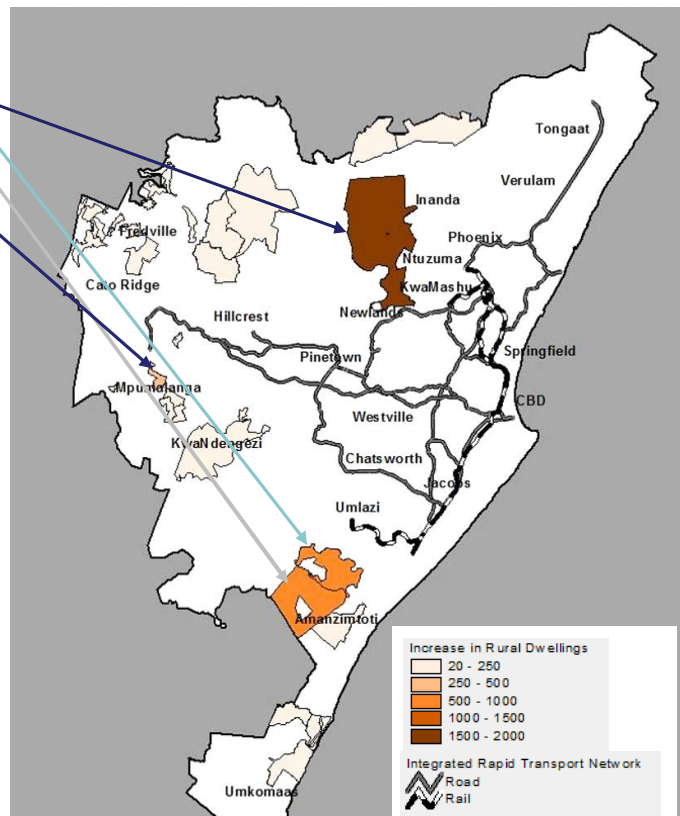 Tongaat
Verulam
Inanda
Phoenix
Ntuzuma
Fredville
KwaMashu
Cato Ridge
Hillcrest
Newlands
Springfield
Pinetown
Mpumalanga
CBD
Westville
KwaNdengezi
Chatsworth
Jacobs
Umlazi
Amanzimtoti
Umkomaas
Increase in Rural Dwellings
20 - 250
250 - 500
500 - 1000
1000 - 1500
1500 - 2000
Integrated Rapid Transport Network
Road
Rail